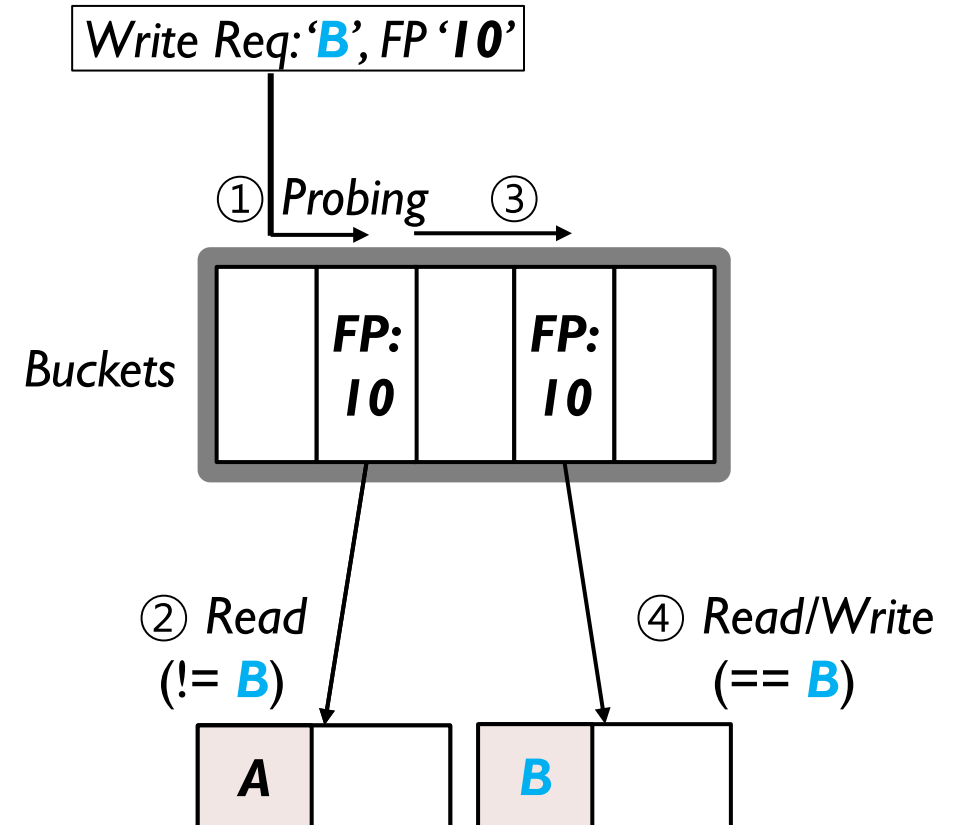 Write Req: ‘B’, FP ‘10’
① Probing ③
Buckets
FP:
10
FP:
10
② Read
(!= B)
④ Read/Write
(== B)
A
B